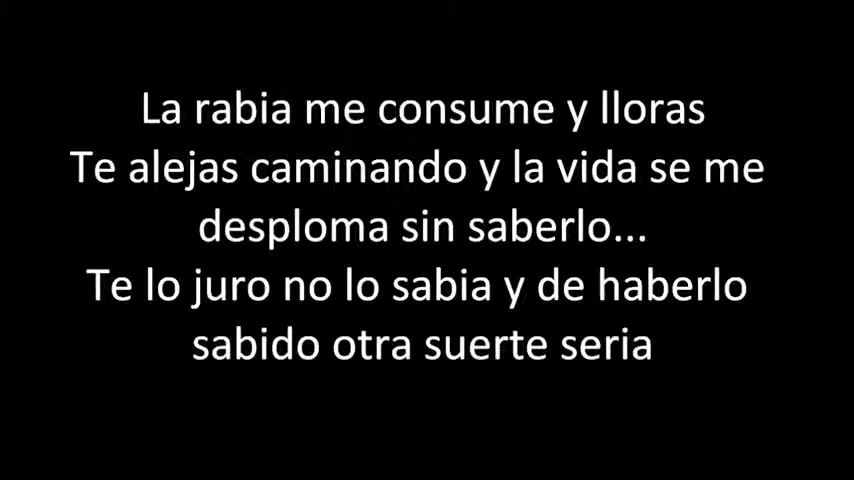 La rabia me consume y lloras
Te alejas caminando y la vida se me
desploma sin saberlo...
Te lo juro no lo sabia y de haberlo
sabido otra suerte seria